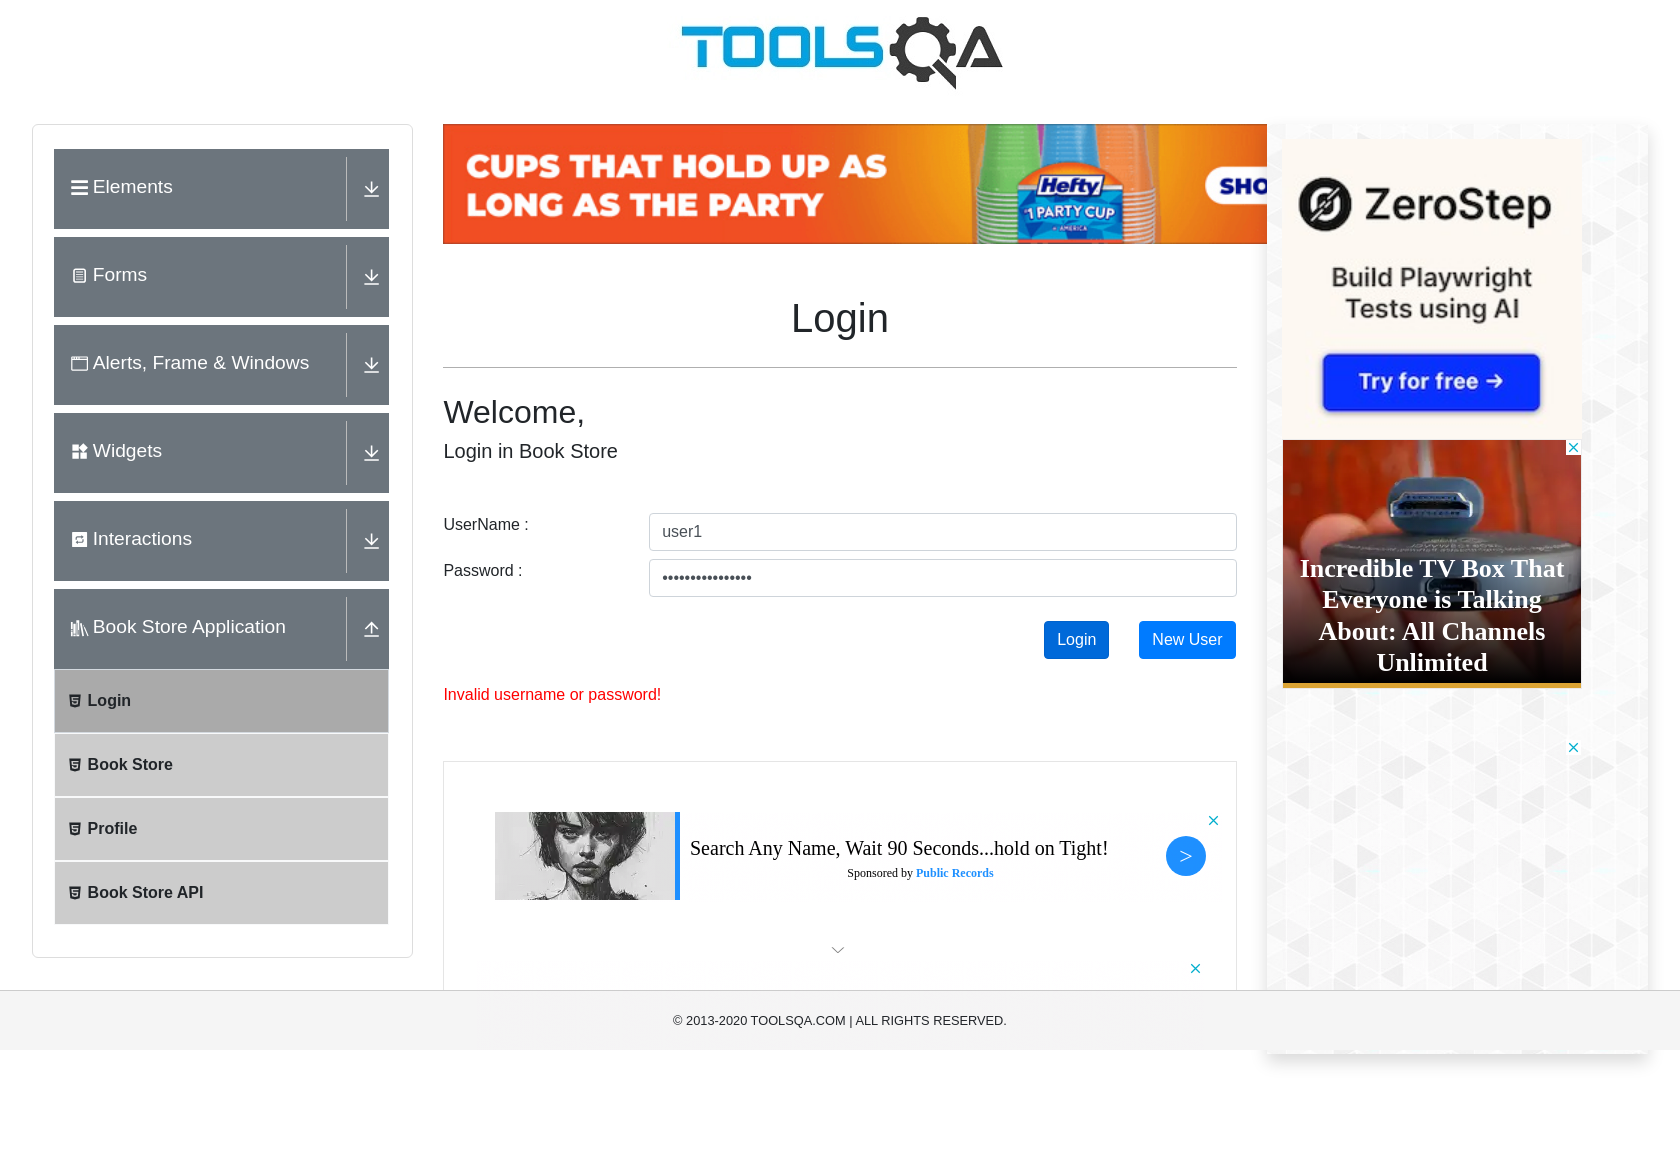 TOOLSQA
Elements
Forms
Alerts, Frame & Windows
Widgets
Interactions
Book Store Application
Login
Book Store
Profile
Book Store API
CUPS THAT HOLD UP AS
LONG AS THE PARTY
Hefty
#1 PARTY CUP
IN AMERICA
SHO
Login
Welcome,
Login in Book Store
UserName :
user1
Password :
••••••••••••••••
Login
New User
Invalid username or password!
Search Any Name, Wait 90 Seconds...hold on Tight!
Sponsored by Public Records
>
ZeroStep
Build Playwright
Tests using AI
Try for free →
Incredible TV Box That
Everyone is Talking
About: All Channels
Unlimited
© 2013-2020 TOOLSQA.COM | ALL RIGHTS RESERVED.